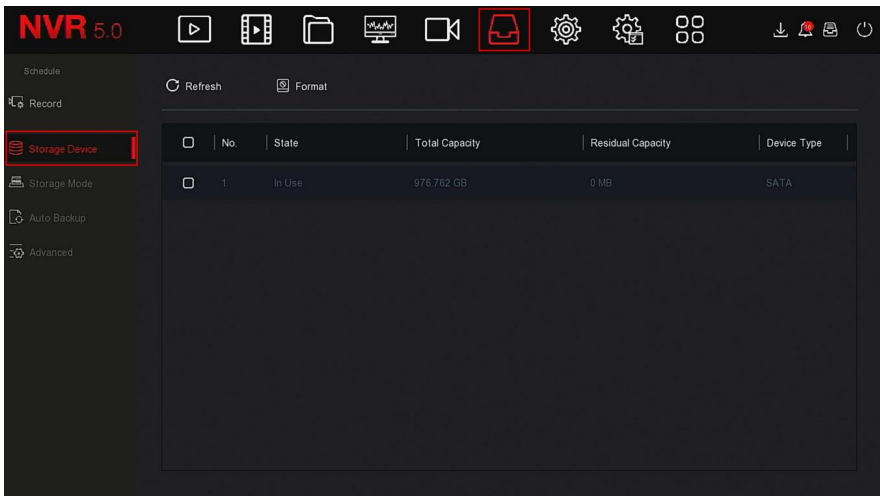 NVR 5.0
10
Schedule
Record
Storage Device
Storage Mode
Auto Backup
Advanced
Refresh Format
No. State Total Capacity Residual Capacity Device Type
1 In Use 976.762 GB 0 MB SATA